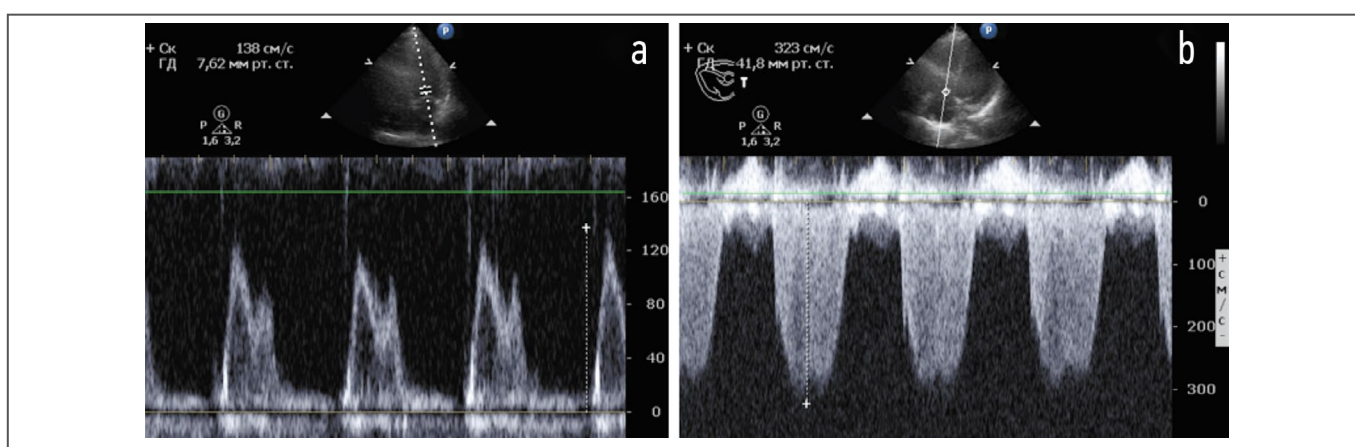 + Ск 138 см/с
ГД 7,62 мм рт. ст.
P
a
G
P R
1,6 3,2
160
120
80
40
0
+ Ск 323 см/с
ГД 41,8 мм рт. ст.
P
b
T
G
P R
1,6 3,2
0
100
200
300
+
с
м
/
с
-